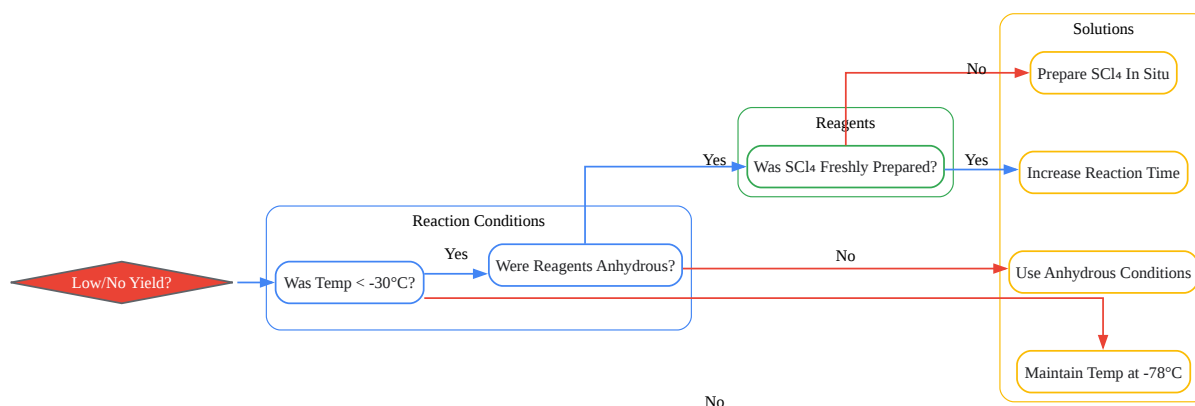 Solutions
No
Prepare SCl₄ In Situ
Reagents
Yes
Was SCl₄ Freshly Prepared?
Yes
Increase Reaction Time
Reaction Conditions
Yes
Were Reagents Anhydrous?
No
Use Anhydrous Conditions
Low/No Yield?
Was Temp < -30°C?
Maintain Temp at -78°C
No